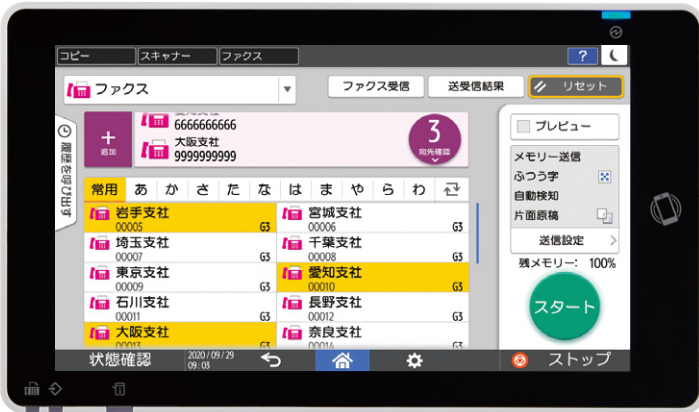 コピー
スキャナー
ファクス
?
ファクス
ファクス受信
送受信結果
リセット
履歴を呼び出す
追加
6666666666
大阪支社
9999999999
3
宛先確認
プレビュー
メモリー送信
ふつう字
自動検知
片面原稿
送信設定
残メモリー: 100%
スタート
常用 あ か さ た な は ま や ら わ
岩手支社
00005 G3
宮城支社
00006 G3
埼玉支社
00007 G3
千葉支社
00008 G3
東京支社
00009 G3
愛知支社
00010 G3
石川支社
00011 G3
長野支社
00012 G3
大阪支社
00013 G3
奈良支社
00014 G3
状態確認
2020/09/29
09:03
ストップ